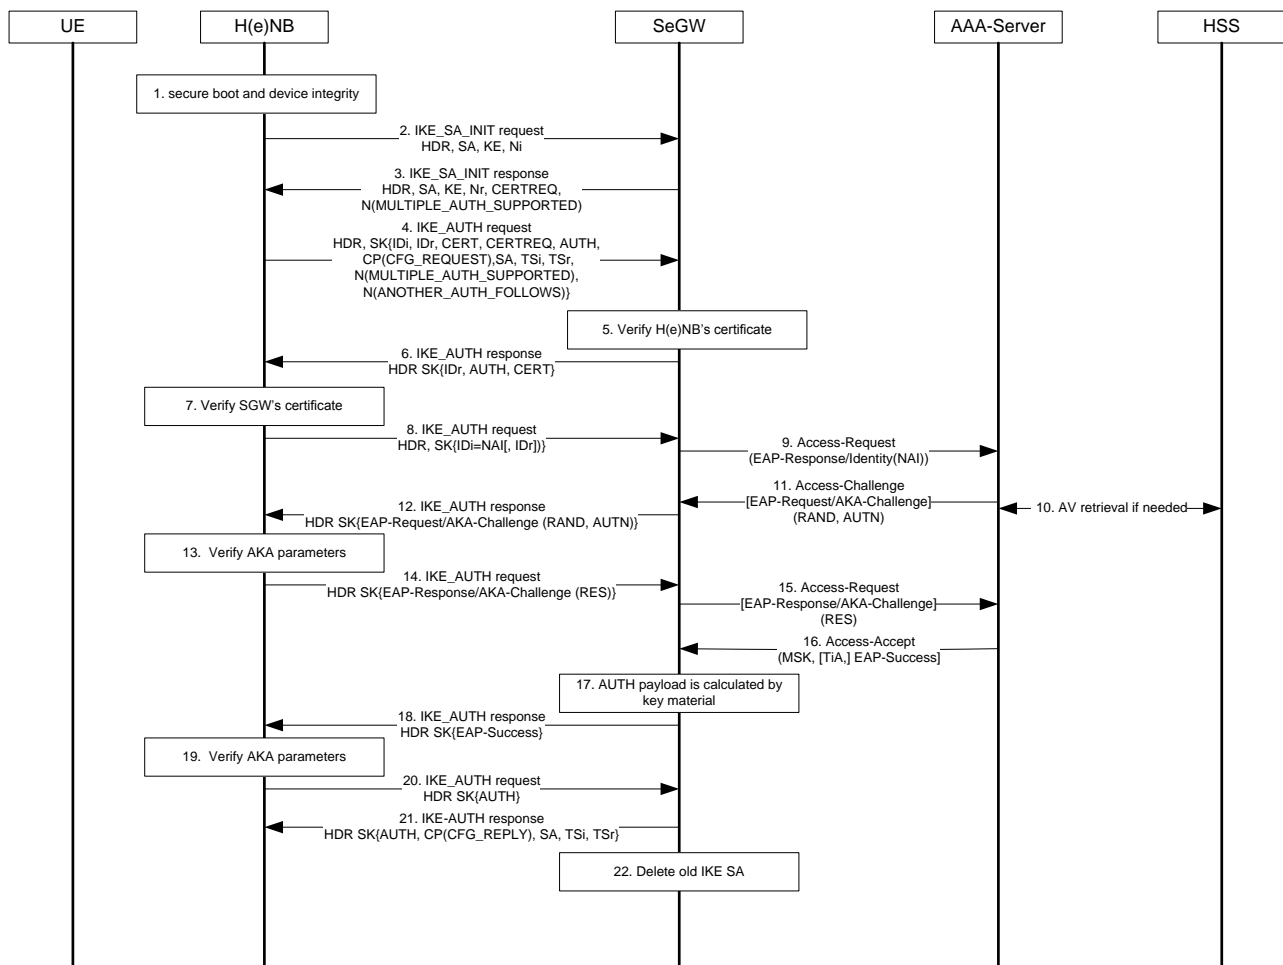 UE
H(e)NB
SeGW
AAA-Server
HSS
1. secure boot and device integrity
2. IKE_SA_INIT request
HDR, SA, KE, Ni
3. IKE_SA_INIT response
HDR, SA, KE, Nr, CERTREQ,
N(MULTIPLE_AUTH_SUPPORTED)
4. IKE_AUTH request
HDR, SK{IDi, IDr, CERT, CERTREQ, AUTH,
CP(CFG_REQUEST),SA, TSi, TSr,
N(MULTIPLE_AUTH_SUPPORTED),
N(ANOTHER_AUTH_FOLLOWS)}
5. Verify H(e)NB's certificate
6. IKE_AUTH response
HDR SK{IDr, AUTH, CERT}
7. Verify SGW's certificate
8. IKE_AUTH request
HDR, SK{IDi=NAI[, IDr])}
9. Access-Request
(EAP-Response/Identity(NAI))
11. Access-Challenge
[EAP-Request/AKA-Challenge]
(RAND, AUTN)
10. AV retrieval if needed
12. IKE_AUTH response
HDR SK{EAP-Request/AKA-Challenge (RAND, AUTN)}
13.  Verify AKA parameters
14. IKE_AUTH request
HDR SK{EAP-Response/AKA-Challenge (RES)}
15. Access-Request
[EAP-Response/AKA-Challenge]
(RES)
16. Access-Accept
(MSK, [TiA,] EAP-Success]
17. AUTH payload is calculated by
key material
18. IKE_AUTH response
HDR SK{EAP-Success}
19.  Verify AKA parameters
20. IKE_AUTH request
HDR SK{AUTH}
21. IKE-AUTH response
HDR SK{AUTH, CP(CFG_REPLY), SA, TSi, TSr}
22. Delete old IKE SA